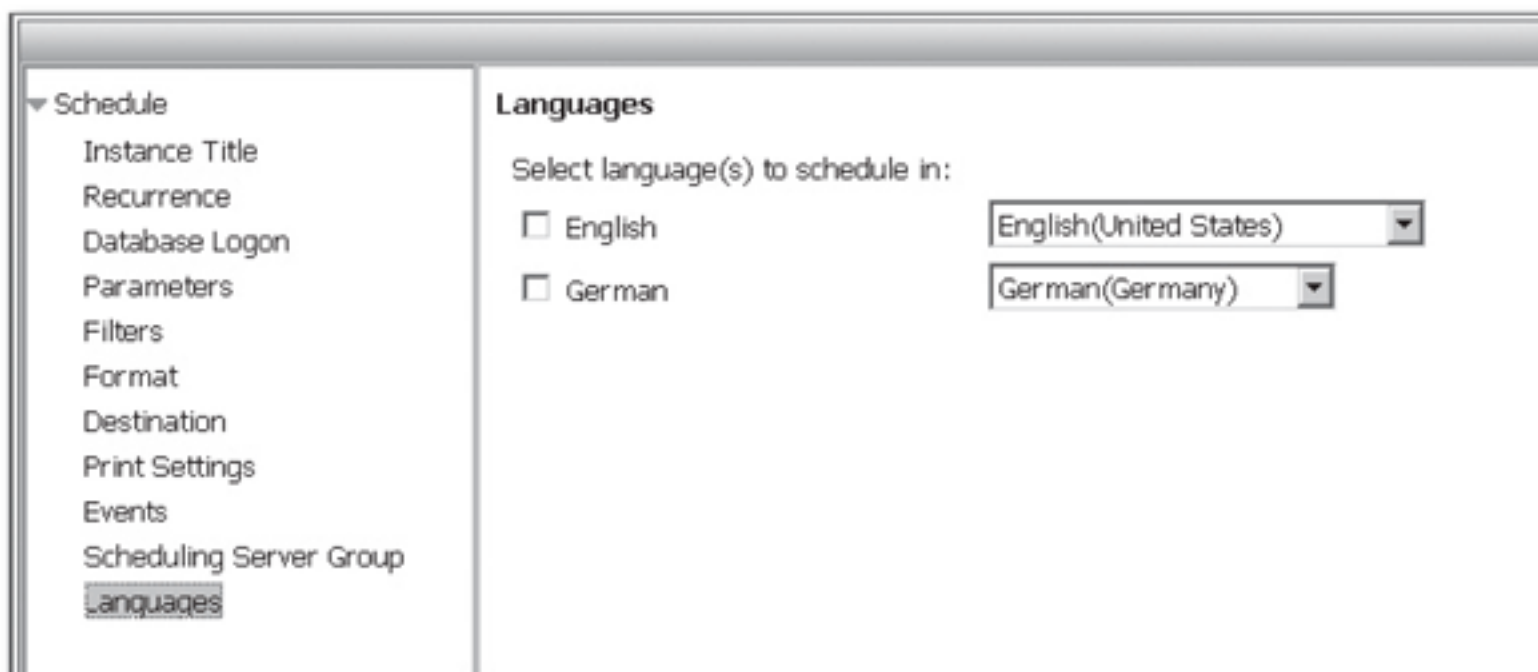 Schedule
Instance Title
Recurrence
Database Logon
Parameters
Filters
Format
Destination
Print Settings
Events
Scheduling Server Group
Languages
Languages
Select language(s) to schedule in:
English English(United States)
German German(Germany)